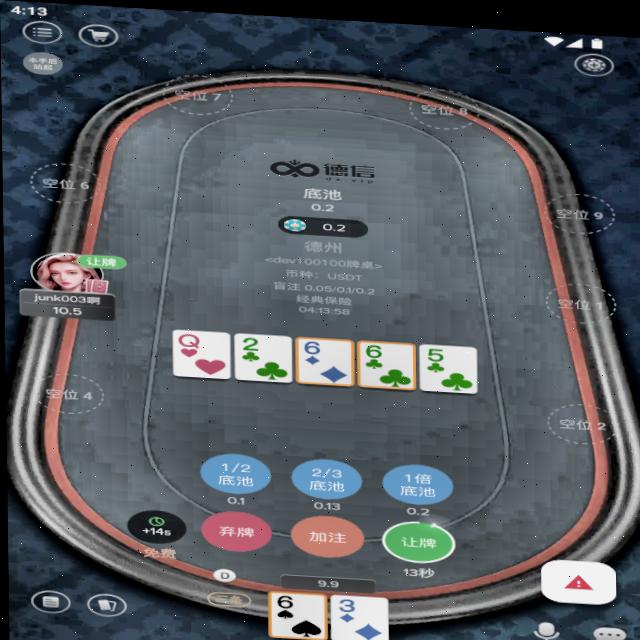 4:13
本手后
站起
空位 7
空位 8
德信
dx.vip
底池
0.2
0.2
空位 6
空位 9
德州
<dev100100牌桌>
币种：USDT
盲注 0.05/0.1/0.2
经典保险
04:13:58
让牌
junk003啊
10.5
空位 1
Q
2
6
6
5
空位 4
空位 2
1/2
底池
2/3
底池
1倍
底池
0.1
0.13
0.2
+14s
免费
弃牌
加注
让牌
13秒
D
三条
9.9
6
3